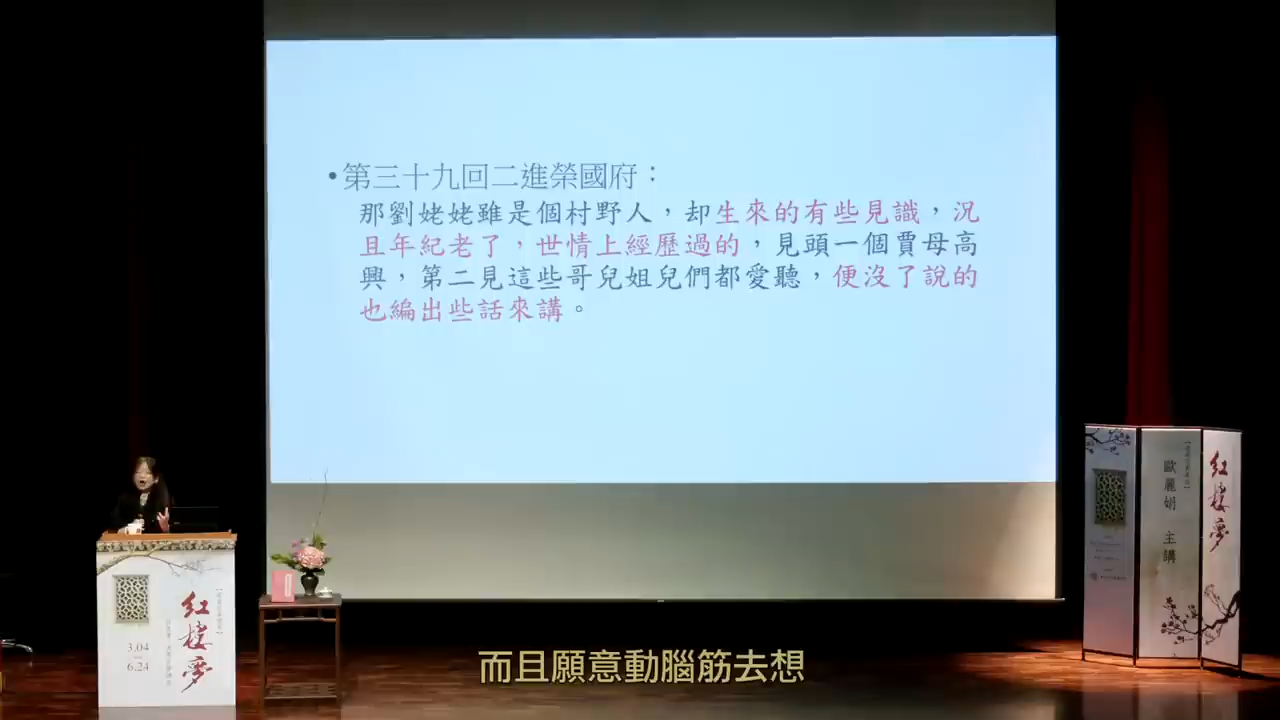 •第三十九回二進榮國府：
那劉姥姥雖是個村野人，却生來的有些見識，況
且年紀老了，世情上經歷過的，見頭一個賈母高
興，第二見這些哥兒姐兒們都愛聽，便沒了說的
也編出些話來講。
紅樓夢
3.04
6.24
歐麗娟 主講
紅樓夢
而且願意動腦筋去想